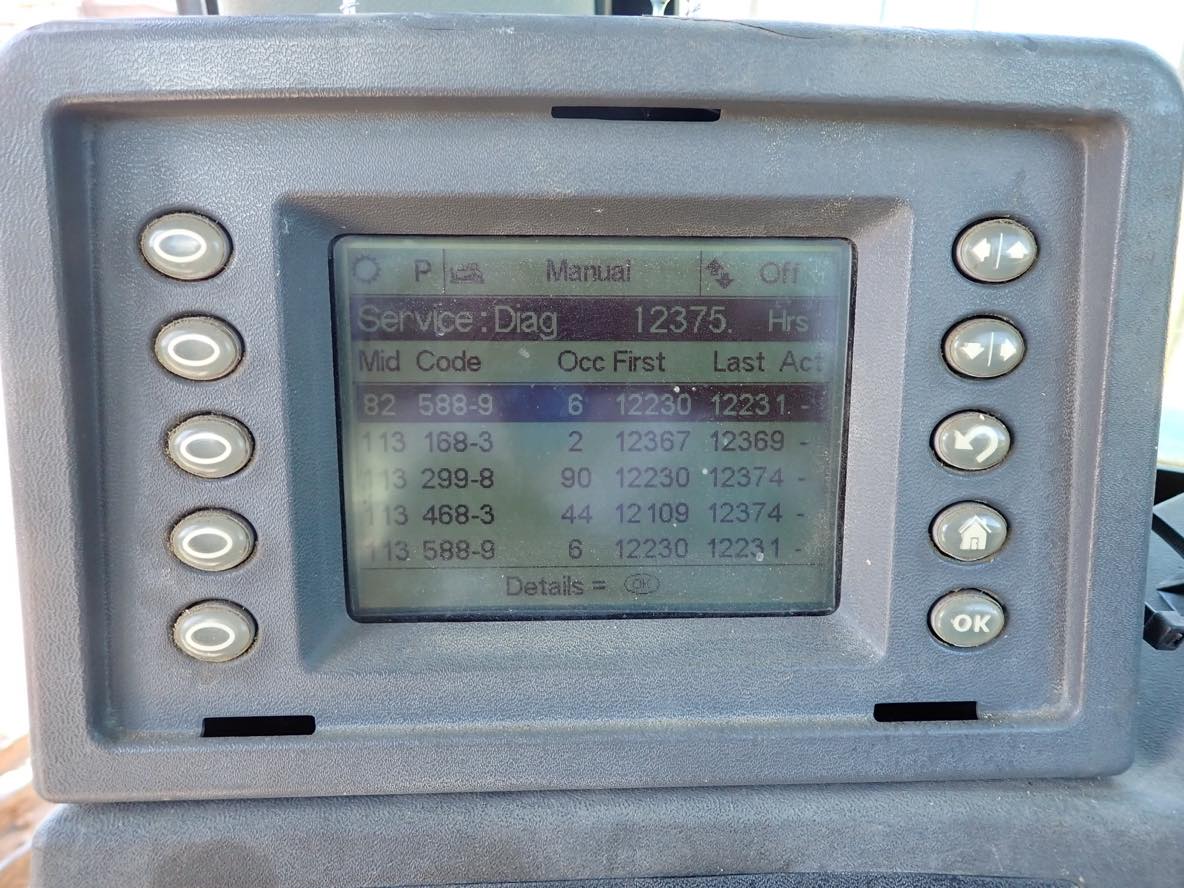 P Manual Off
Service : Diag 12375. Hrs
Mid Code Occ First Last Act
82 588-9 6 12230 12231 -
113 168-3 2 12367 12369 -
113 299-8 90 12230 12374 -
113 468-3 44 12109 12374 -
113 588-9 6 12230 12231 -
Details = OK
OK